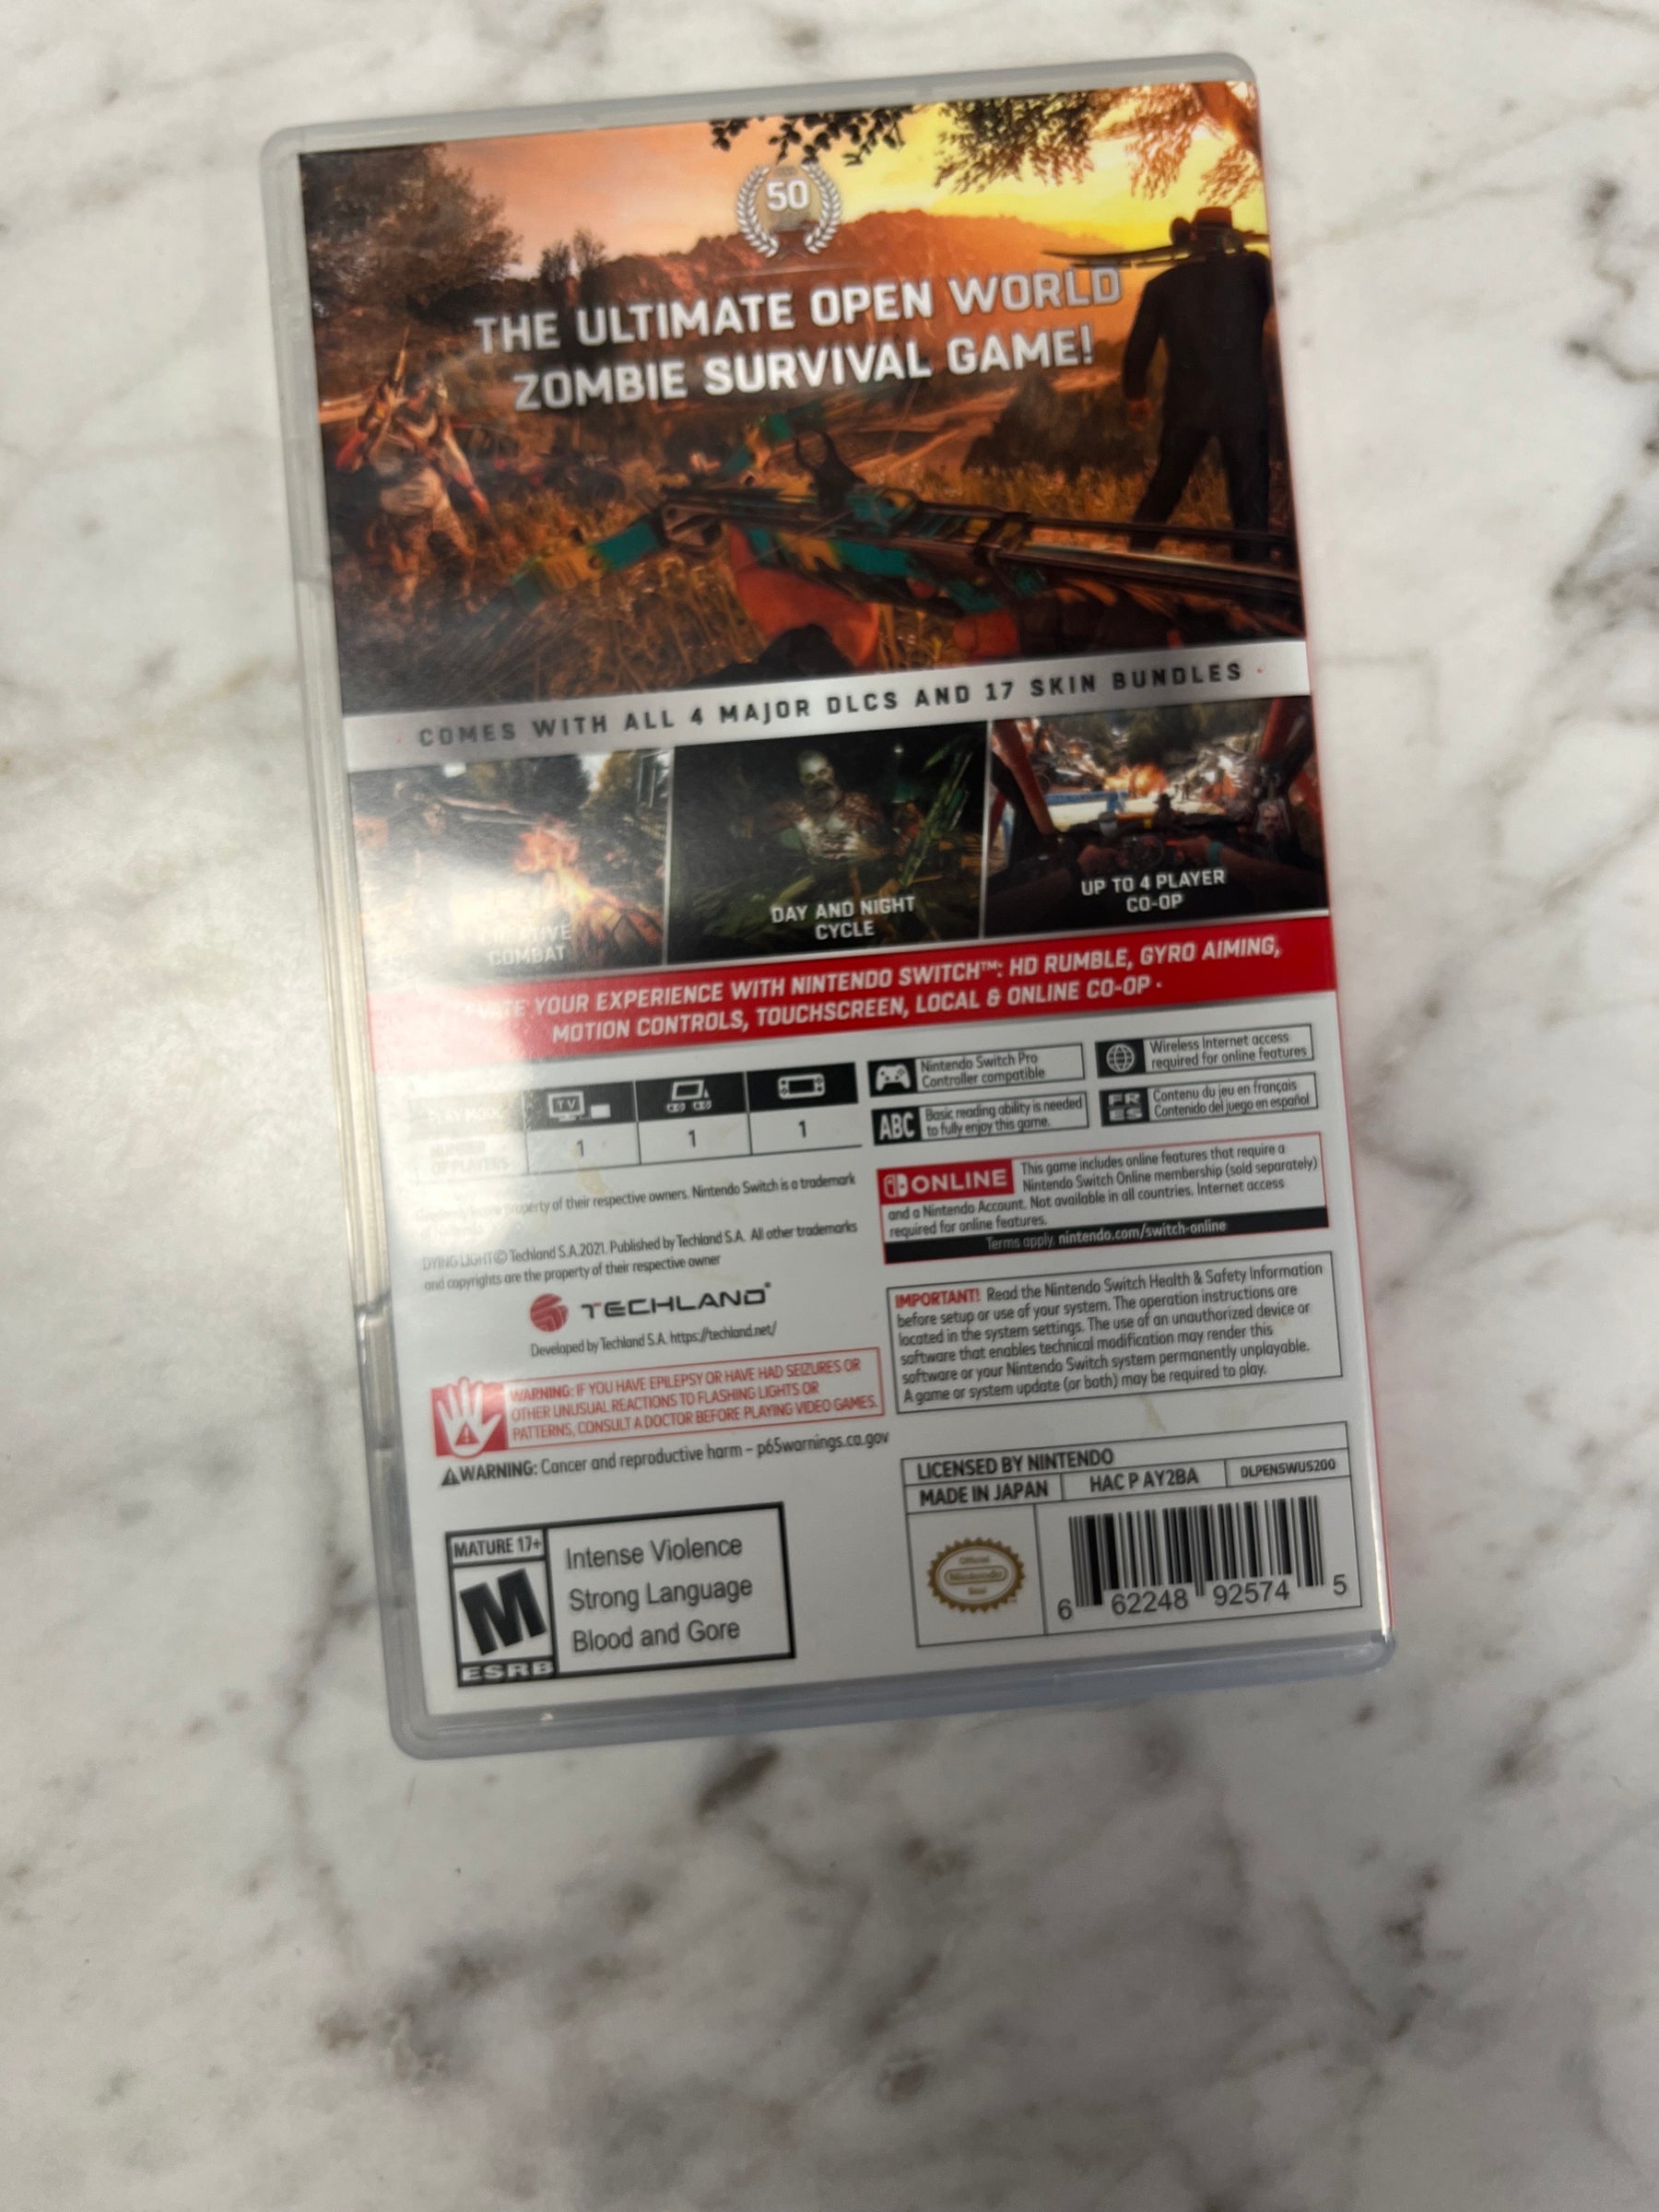 50
THE ULTIMATE OPEN WORLD
ZOMBIE SURVIVAL GAME!
COMES WITH ALL 4 MAJOR DLCS AND 17 SKIN BUNDLES
COMBAT
DAY AND NIGHT
CYCLE
UP TO 4 PLAYER
CO-OP
YOUR EXPERIENCE WITH NINTENDO SWITCH™: HD RUMBLE, GYRO AIMING,
MOTION CONTROLS, TOUCHSCREEN, LOCAL & ONLINE CO-OP
TV
OF PLAYERS
1 1 1
Nintendo Switch Pro
Controller compatible
Wireless Internet access
required for online features
ABC
Basic reading ability is needed
to fully enjoy this game.
FR
ES
Contenu du jeu en français
Contenido del juego en español
property of their respective owners. Nintendo Switch is a trademark
DYING LIGHT © Techland S.A.2021. Published by Techland S.A. All other trademarks
and copyrights are the property of their respective owner
TECHLAND®
Developed by Techland S.A. https://techland.net/
WARNING: IF YOU HAVE EPILEPSY OR HAVE HAD SEIZURES OR
OTHER UNUSUAL REACTIONS TO FLASHING LIGHTS OR
PATTERNS, CONSULT A DOCTOR BEFORE PLAYING VIDEO GAMES.
WARNING: Cancer and reproductive harm – p65warnings.ca.gov
ONLINE
This game includes online features that require a
Nintendo Switch Online membership (sold separately)
and a Nintendo Account. Not available in all countries. Internet access
required for online features.
Terms apply. nintendo.com/switch-online
IMPORTANT! Read the Nintendo Switch Health & Safety Information
before setup or use of your system. The operation instructions are
located in the system settings. The use of an unauthorized device or
software that enables technical modification may render this
software or your Nintendo Switch system permanently unplayable.
A game or system update (or both) may be required to play.
MATURE 17+
M
ESRB
Intense Violence
Strong Language
Blood and Gore
LICENSED BY NINTENDO
MADE IN JAPAN
HAC P AY2BA
DLPENSWUS200
Official
Nintendo
Seal
6 62248 92574 5